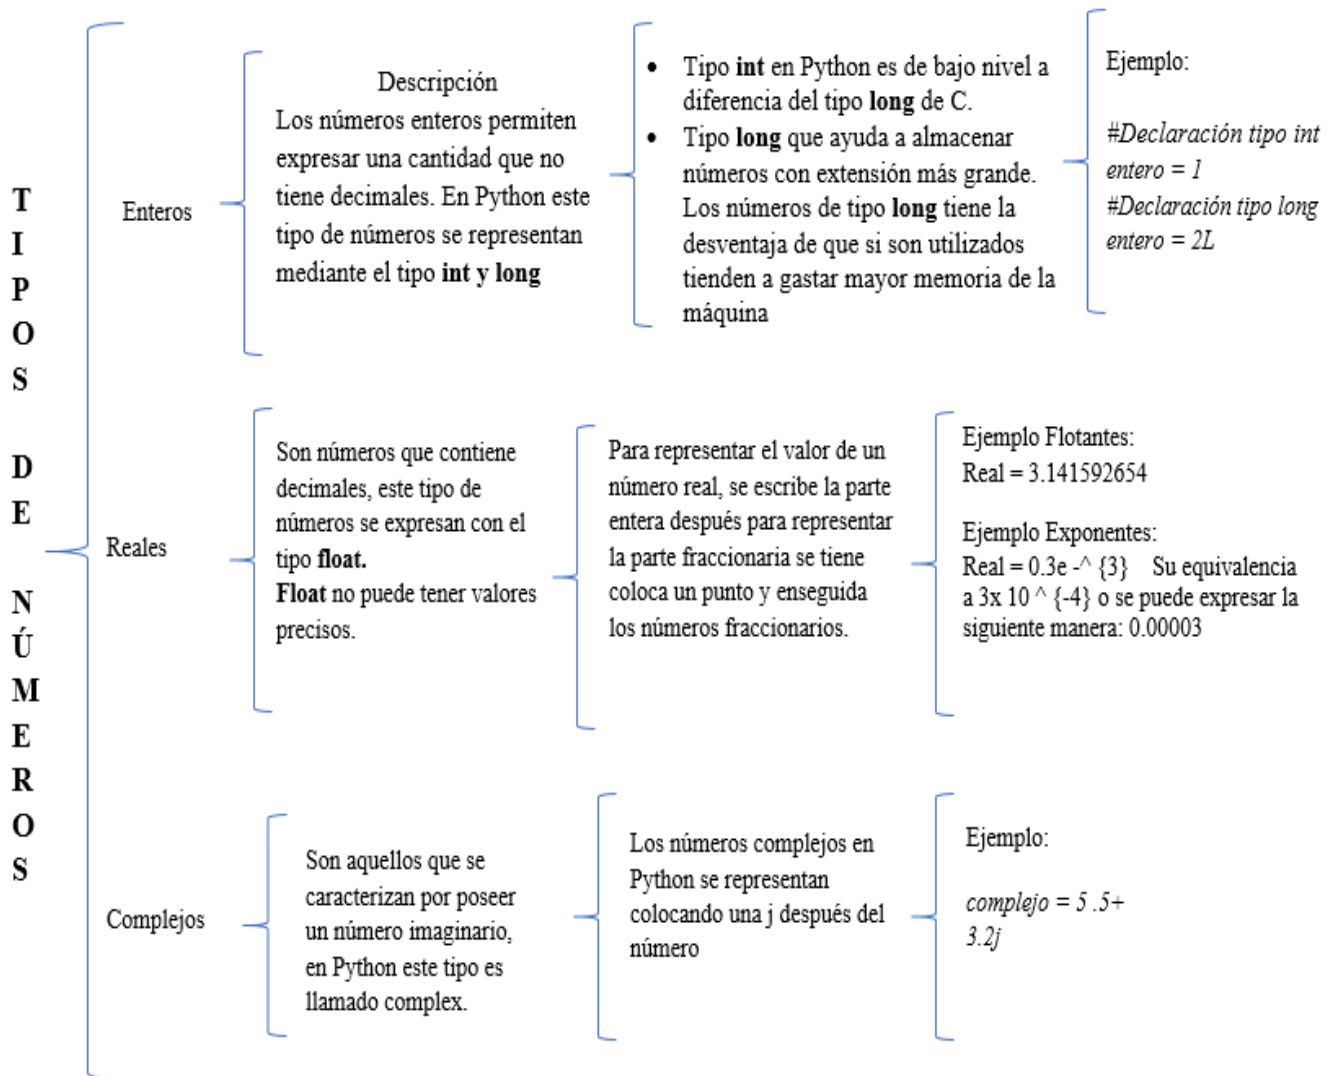 TIPOS DE NÚMEROS
Enteros
Descripción
Los números enteros permiten
expresar una cantidad que no
tiene decimales. En Python este
tipo de números se representan
mediante el tipo int y long
• Tipo int en Python es de bajo nivel a
diferencia del tipo long de C.
• Tipo long que ayuda a almacenar
números con extensión más grande.
Los números de tipo long tiene la
desventaja de que si son utilizados
tienden a gastar mayor memoria de la
máquina
Ejemplo:
#Declaración tipo int
entero = 1
#Declaración tipo long
entero = 2L
Reales
Son números que contiene
decimales, este tipo de
números se expresan con el
tipo float.
Float no puede tener valores
precisos.
Para representar el valor de un
número real, se escribe la parte
entera después para representar
la parte fraccionaria se tiene
coloca un punto y enseguida
los números fraccionarios.
Ejemplo Flotantes:
Real = 3.141592654
Ejemplo Exponentes:
Real = 0.3e -^ {3} Su equivalencia
a 3x 10 ^ {-4} o se puede expresar la
siguiente manera: 0.00003
Complejos
Son aquellos que se
caracterizan por poseer
un número imaginario,
en Python este tipo es
llamado complex.
Los números complejos en
Python se representan
colocando una j después del
número
Ejemplo:
complejo = 5 .5+
3.2j